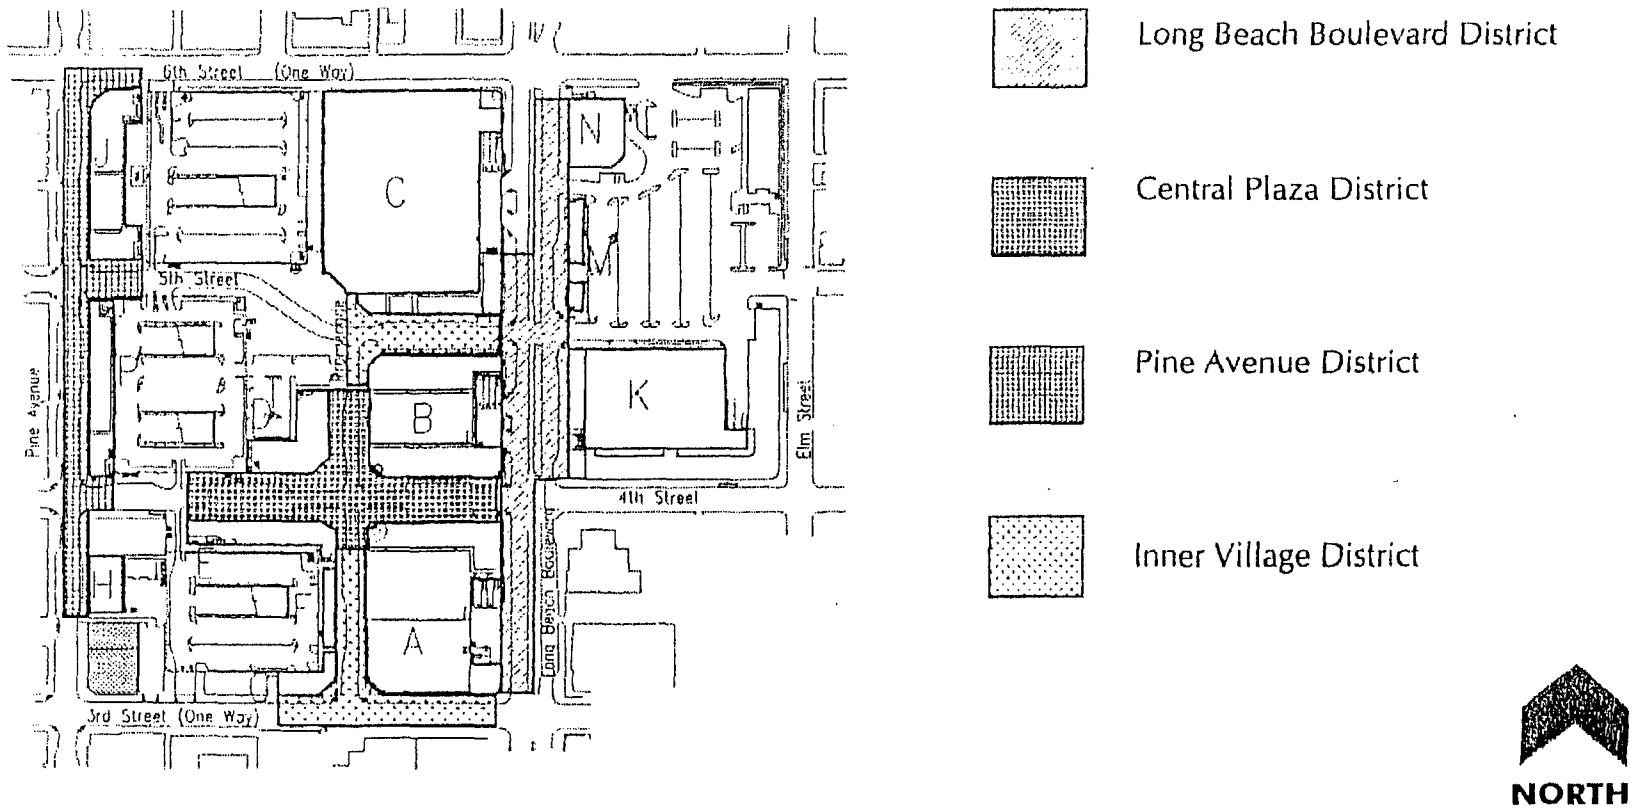 Long Beach Boulevard District
Central Plaza District
Pine Avenue District
Inner Village District
6th Street (One Way)
N
C
M
5th Street
Pine Avenue
B
K
Elm Street
4th Street
H
A
Long Beach Boulevard
3rd Street (One Way)
NORTH